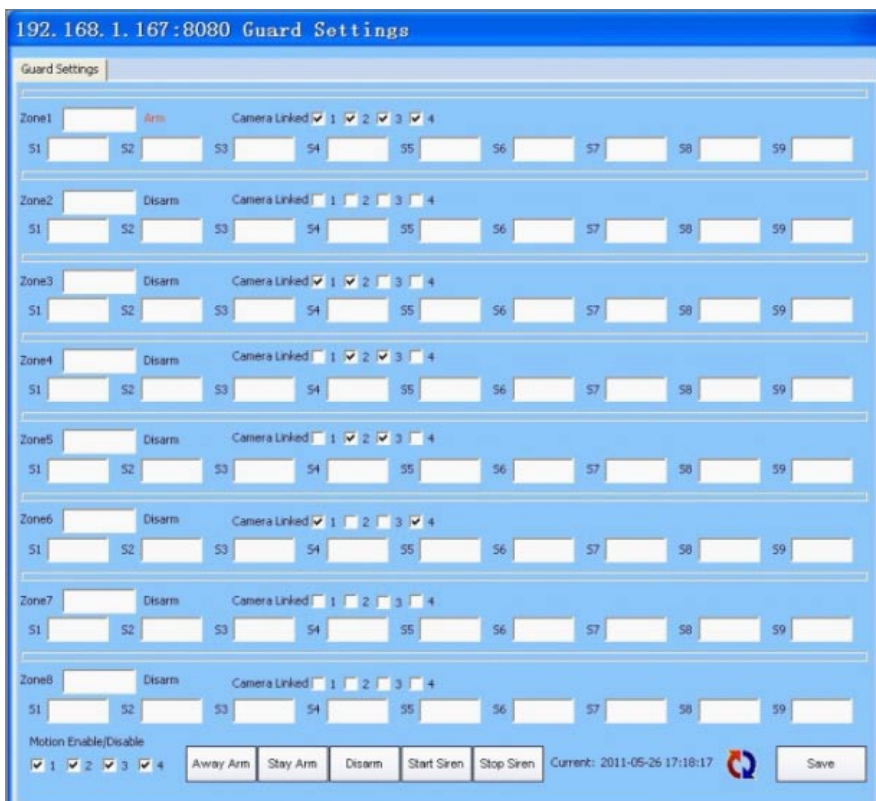 192.168.1.167:8080 Guard Settings
Guard Settings
Zone1 Arm Camera Linked 1 2 3 4
S1 S2 S3 S4 S5 S6 S7 S8 S9
Zone2 Disarm Camera Linked 1 2 3 4
S1 S2 S3 S4 S5 S6 S7 S8 S9
Zone3 Disarm Camera Linked 1 2 3 4
S1 S2 S3 S4 S5 S6 S7 S8 S9
Zone4 Disarm Camera Linked 1 2 3 4
S1 S2 S3 S4 S5 S6 S7 S8 S9
Zone5 Disarm Camera Linked 1 2 3 4
S1 S2 S3 S4 S5 S6 S7 S8 S9
Zone6 Disarm Camera Linked 1 2 3 4
S1 S2 S3 S4 S5 S6 S7 S8 S9
Zone7 Disarm Camera Linked 1 2 3 4
S1 S2 S3 S4 S5 S6 S7 S8 S9
Zone8 Disarm Camera Linked 1 2 3 4
S1 S2 S3 S4 S5 S6 S7 S8 S9
Motion Enable/Disable
1 2 3 4 Away Arm Stay Arm Disarm Start Siren Stop Siren Current: 2011-05-26 17:18:17 Save